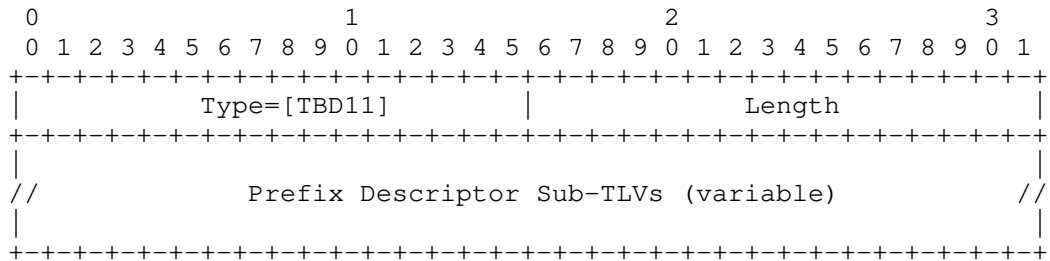 0                   1                   2                   3
 0 1 2 3 4 5 6 7 8 9 0 1 2 3 4 5 6 7 8 9 0 1 2 3 4 5 6 7 8 9 0 1
+-+-+-+-+-+-+-+-+-+-+-+-+-+-+-+-+-+-+-+-+-+-+-+-+-+-+-+-+-+-+-+-+
|           Type=[TBD11]        |             Length            |
+-+-+-+-+-+-+-+-+-+-+-+-+-+-+-+-+-+-+-+-+-+-+-+-+-+-+-+-+-+-+-+-+
|                                                               |
//              Prefix Descriptor Sub-TLVs (variable)          //
|                                                               |
+-+-+-+-+-+-+-+-+-+-+-+-+-+-+-+-+-+-+-+-+-+-+-+-+-+-+-+-+-+-+-+-+